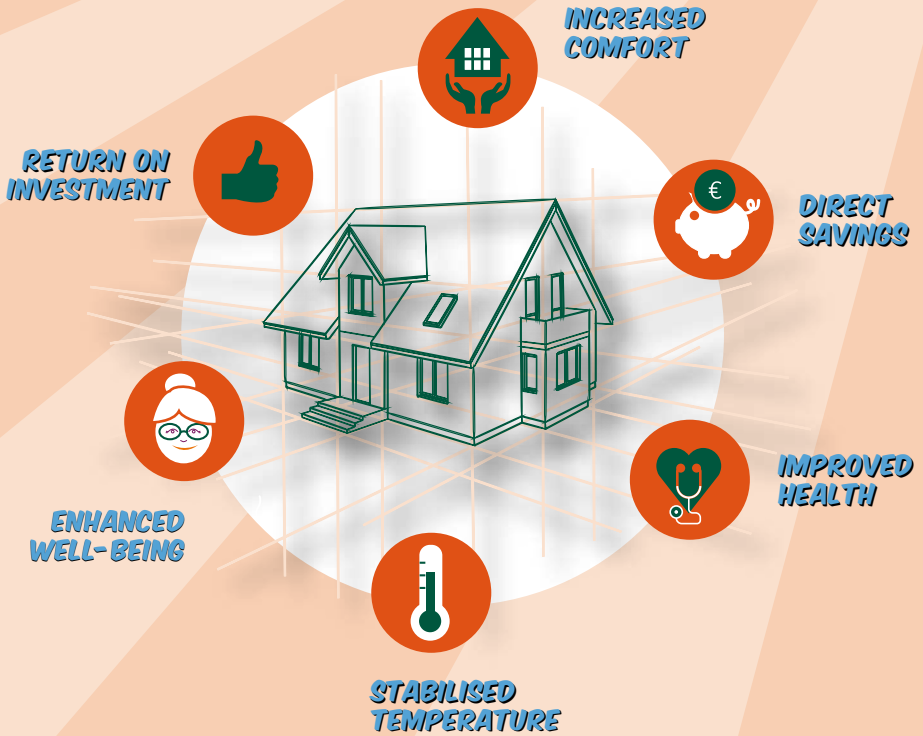 INCREASED
COMFORT
RETURN ON
INVESTMENT
€
DIRECT
SAVINGS
IMPROVED
HEALTH
ENHANCED
WELL-BEING
STABILISED
TEMPERATURE